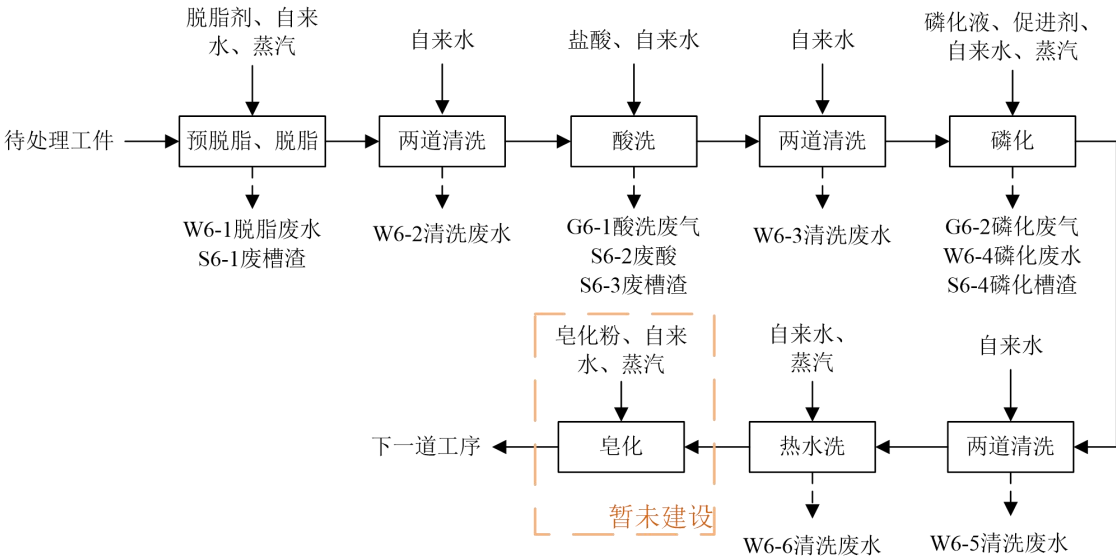 脱脂剂、自来
水、蒸汽
自来水
盐酸、自来水
自来水
磷化液、促进剂、
自来水、蒸汽
待处理工件
预脱脂、脱脂
两道清洗
酸洗
两道清洗
磷化
W6-1脱脂废水
S6-1废槽渣
W6-2清洗废水
G6-1酸洗废气
S6-2废酸
S6-3废槽渣
W6-3清洗废水
G6-2磷化废气
W6-4磷化废水
S6-4磷化槽渣
皂化粉、自来
水、蒸汽
自来水、
蒸汽
自来水
下一道工序
皂化
热水洗
两道清洗
暂未建设
W6-6清洗废水
W6-5清洗废水